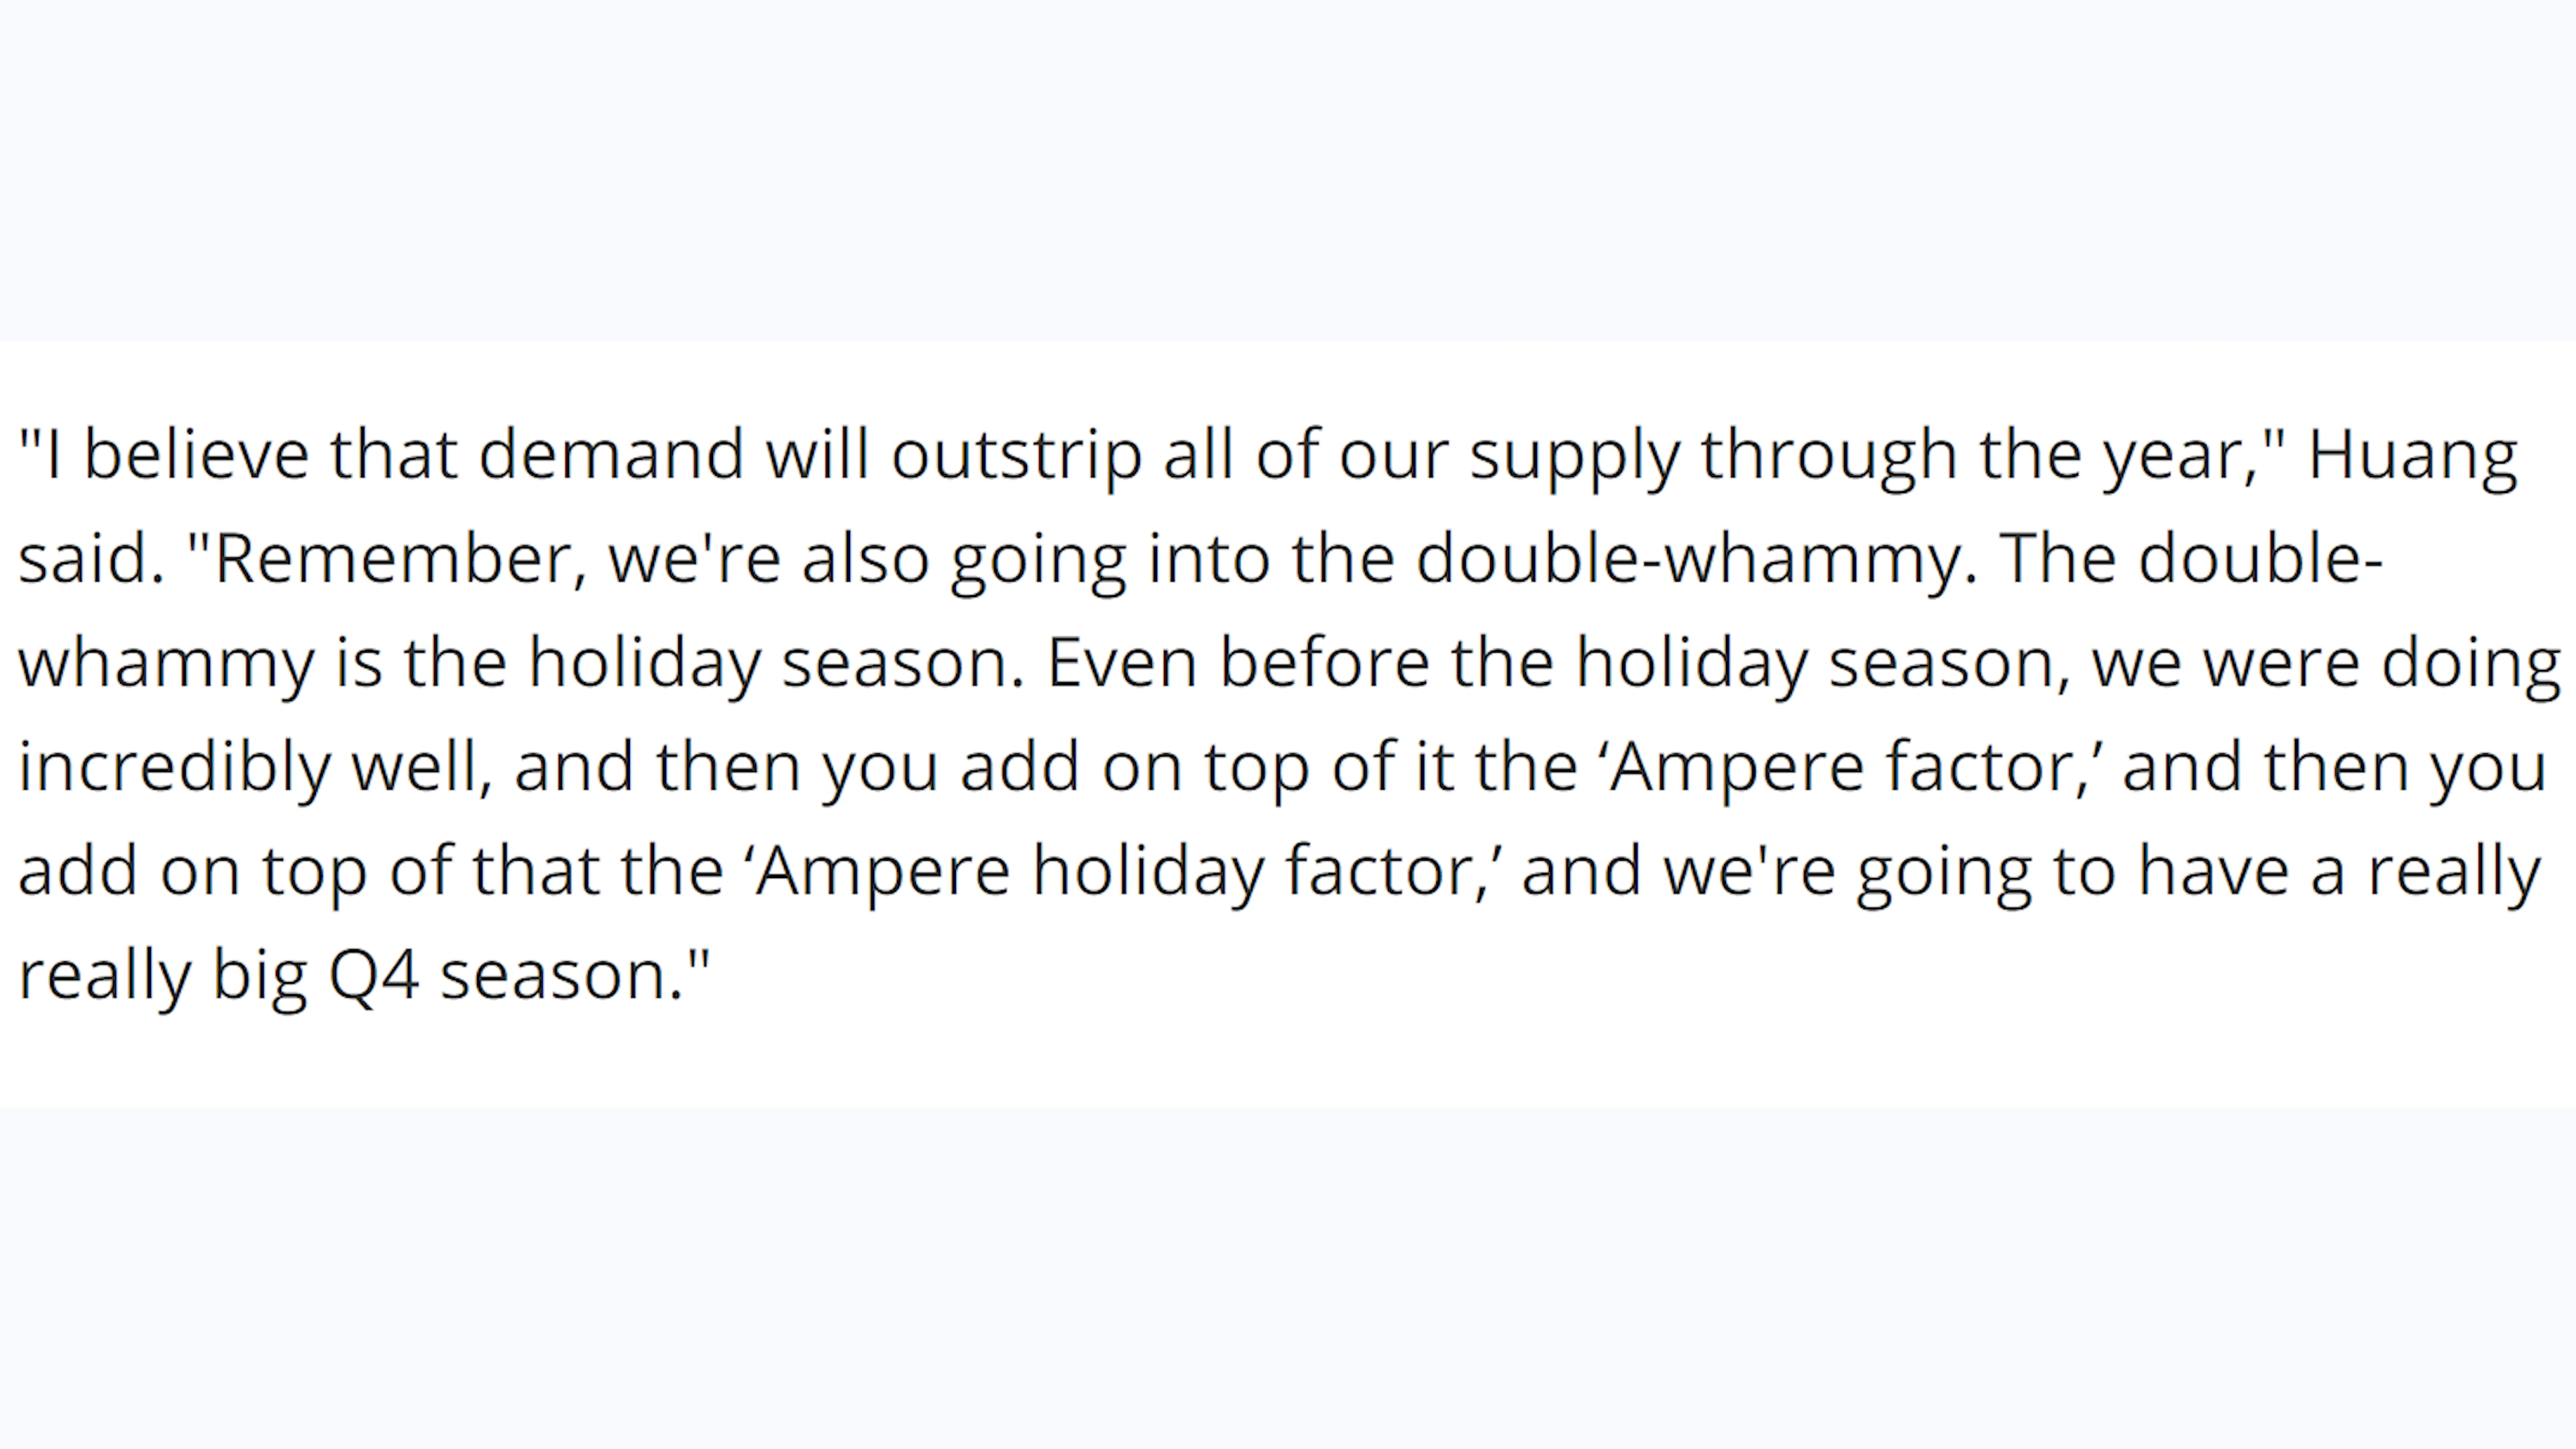 "I believe that demand will outstrip all of our supply through the year," Huang
said. "Remember, we're also going into the double-whammy. The double-
whammy is the holiday season. Even before the holiday season, we were doing
incredibly well, and then you add on top of it the ‘Ampere factor,’ and then you
add on top of that the ‘Ampere holiday factor,’ and we're going to have a really
really big Q4 season."